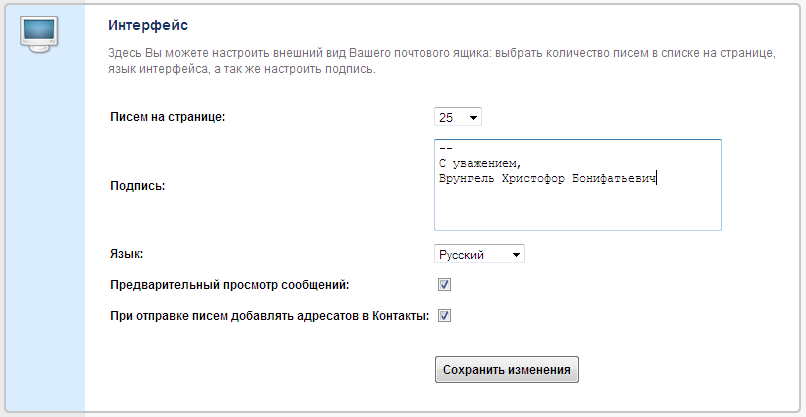 Интерфейс
Здесь Вы можете настроить внешний вид Вашего почтового ящика: выбрать количество писем в списке на странице,
язык интерфейса, а так же настроить подпись.
Писем на странице:
25
Подпись:
--
С уважением,
Врунгель Христофор Бонифатьевич
Язык:
Русский
Предварительный просмотр сообщений:
При отправке писем добавлять адресатов в Контакты:
Сохранить изменения